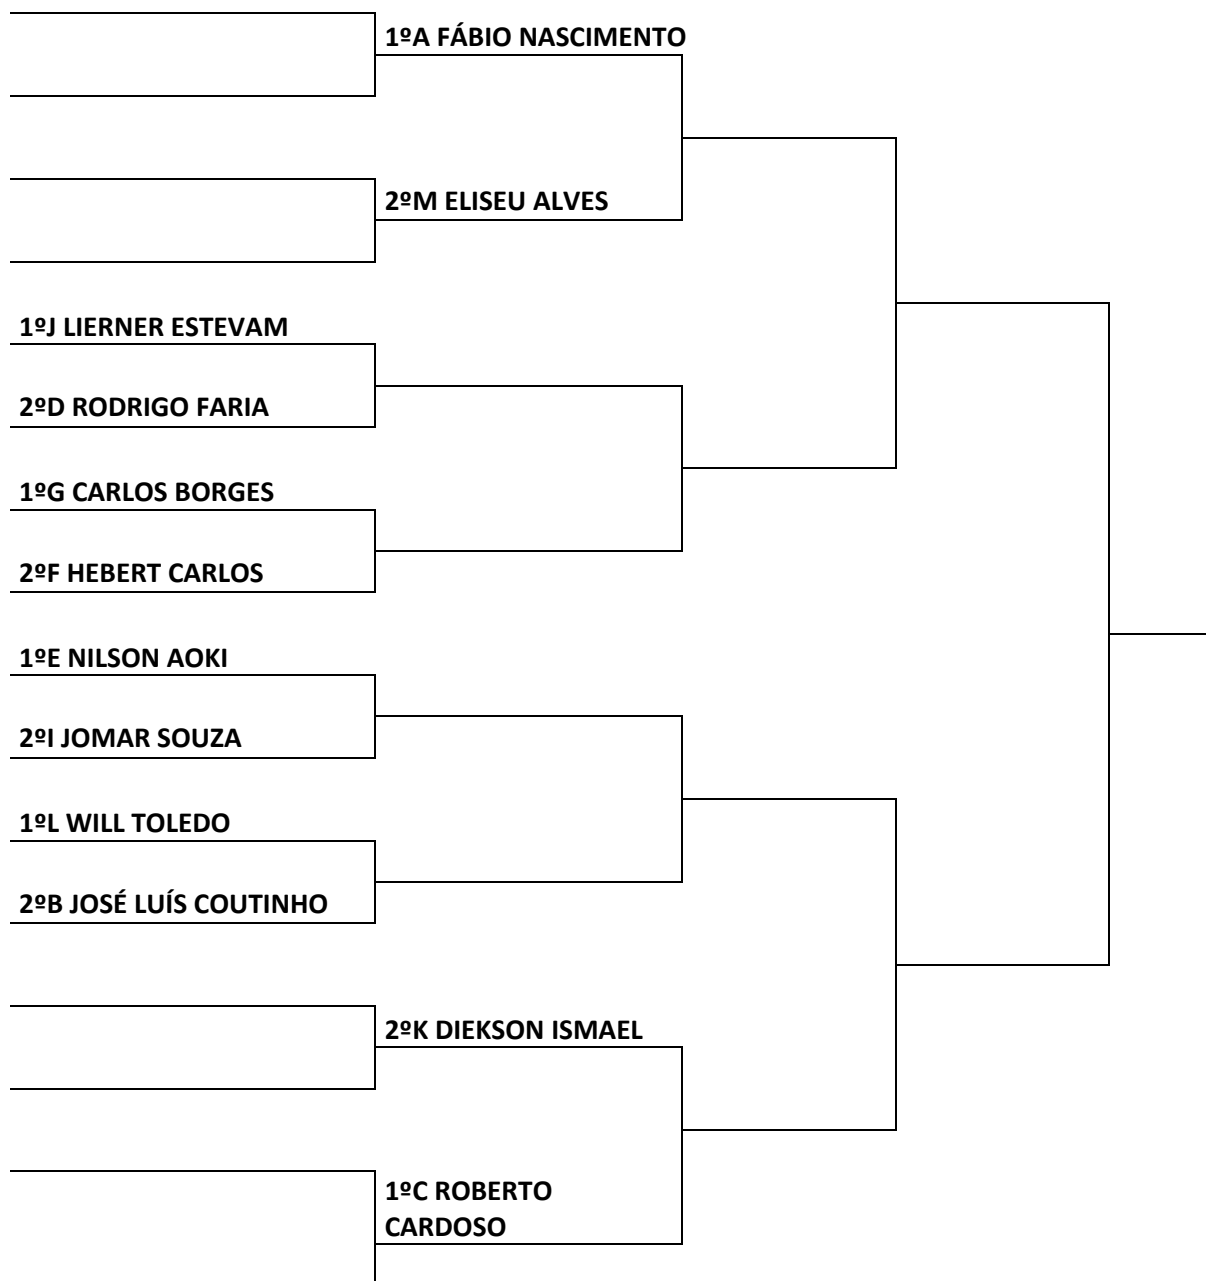 1ºA FÁBIO NASCIMENTO
2ºM ELISEU ALVES
1ºJ LIERNER ESTEVAM
2ºD RODRIGO FARIA
1ºG CARLOS BORGES
2ºF HEBERT CARLOS
1ºE NILSON AOKI
2ºI JOMAR SOUZA
1ºL WILL TOLEDO
2ºB JOSÉ LUÍS COUTINHO
2ºK DIEKSON ISMAEL
1ºC ROBERTO
CARDOSO